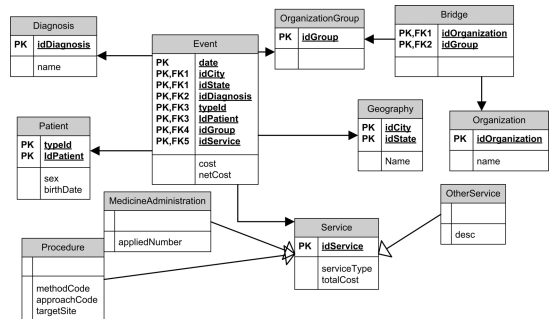 Diagnosis
PK idDiagnosis
name
Event
PK date
PK,FK1 idCity
PK,FK1 idState
PK,FK2 idDiagnosis
PK,FK3 typeId
PK,FK3 IdPatient
PK,FK4 idGroup
PK,FK5 idService
cost
netCost
OrganizationGroup
PK idGroup
Bridge
PK,FK1 idOrganization
PK,FK2 idGroup
Patient
PK typeId
PK IdPatient
sex
birthDate
Geography
PK idCity
PK idState
Name
Organization
PK idOrganization
name
MedicineAdministration
appliedNumber
OtherService
desc
Service
PK idService
serviceType
totalCost
Procedure
methodCode
approachCode
targetSite